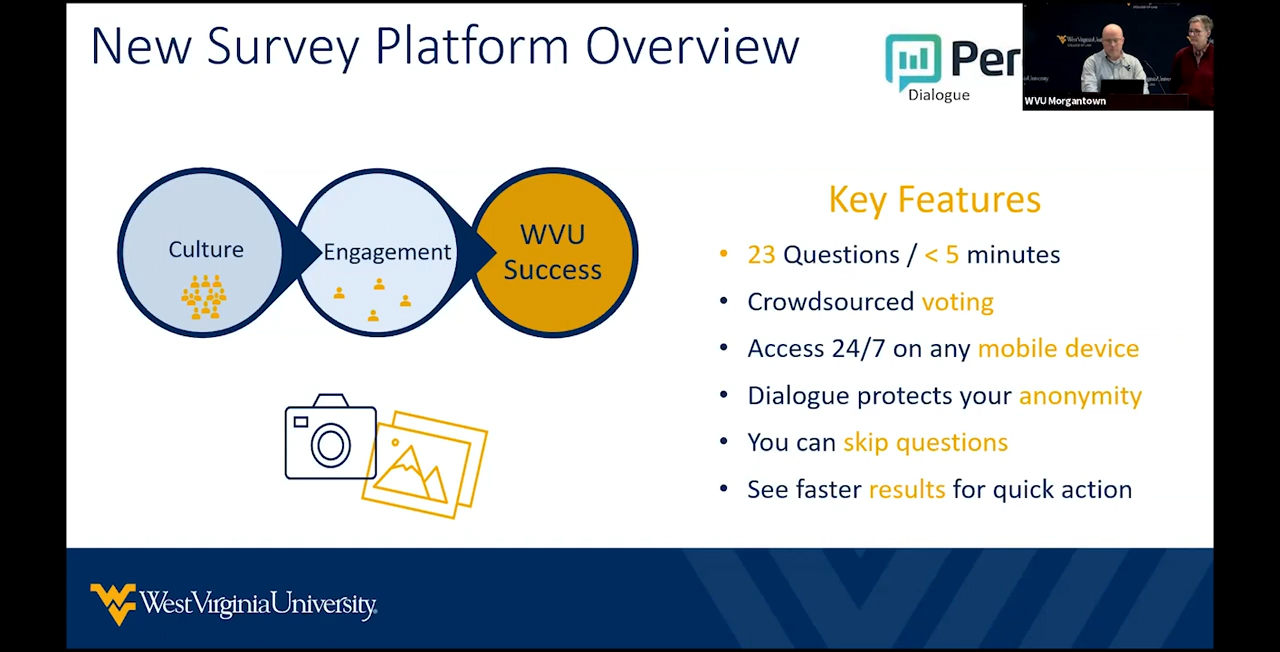 New Survey Platform Overview
Dialogue
West Virginia University
WVU Morgantown
Culture
Engagement
WVU
Success
Key Features
• 23 Questions / < 5 minutes
• Crowdsourced voting
• Access 24/7 on any mobile device
• Dialogue protects your anonymity
• You can skip questions
• See faster results for quick action
WestVirginiaUniversity®